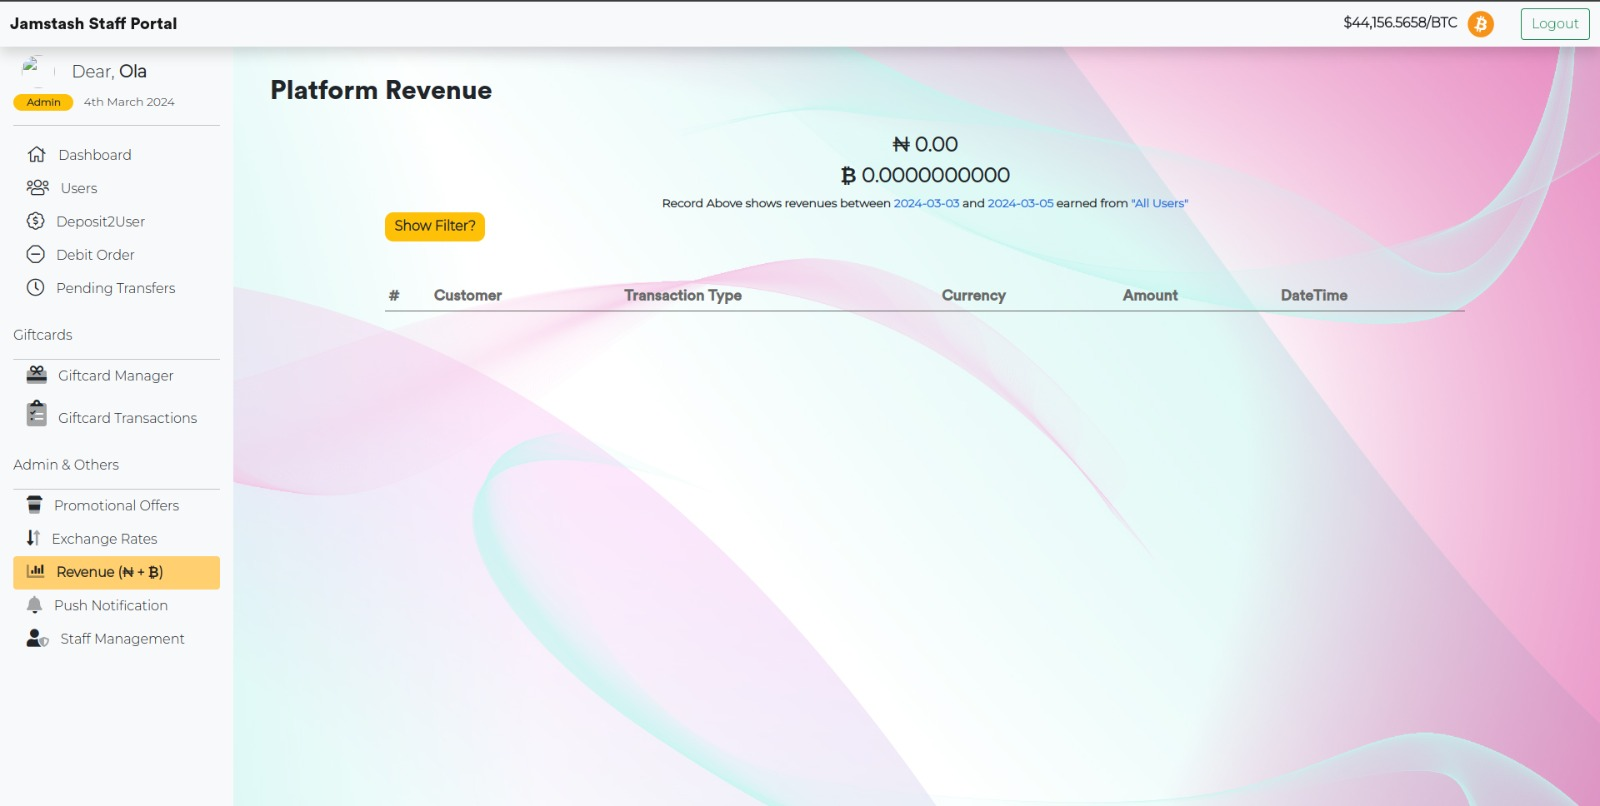 Jamstash Staff Portal
$44,156.5658/BTC
Logout
Dear, Ola
Admin 4th March 2024
Dashboard
Users
Deposit2User
Debit Order
Pending Transfers
Giftcards
Giftcard Manager
Giftcard Transactions
Admin & Others
Promotional Offers
Exchange Rates
Revenue (₦ + ₿)
Push Notification
Staff Management
Platform Revenue
₦ 0.00
₿ 0.0000000000
Record Above shows revenues between 2024-03-03 and 2024-03-05 earned from "All Users"
Show Filter?
# Customer Transaction Type Currency Amount DateTime